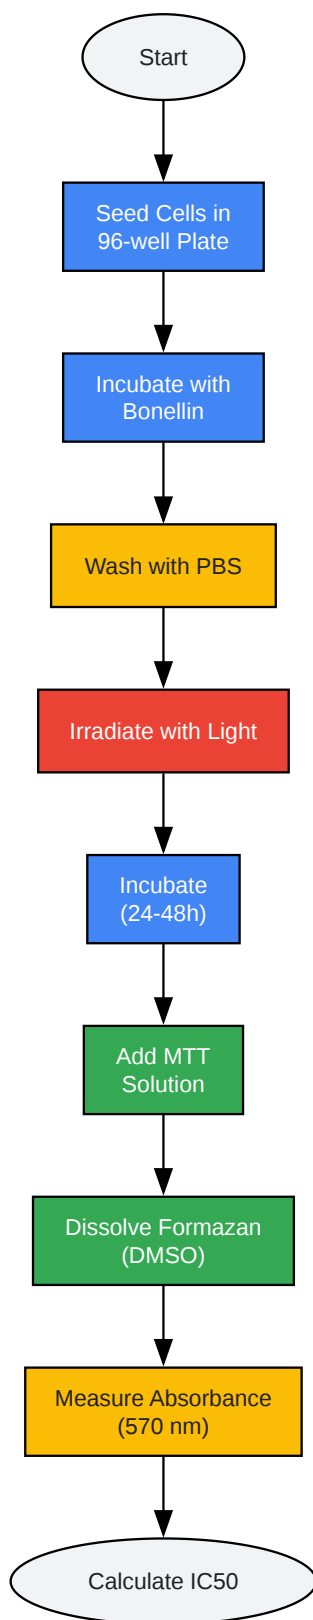 Start
Seed Cells in
96-well Plate
Incubate with
Bonellin
Wash with PBS
Irradiate with Light
Incubate
(24-48h)
Add MTT
Solution
Dissolve Formazan
(DMSO)
Measure Absorbance
(570 nm)
Calculate IC50